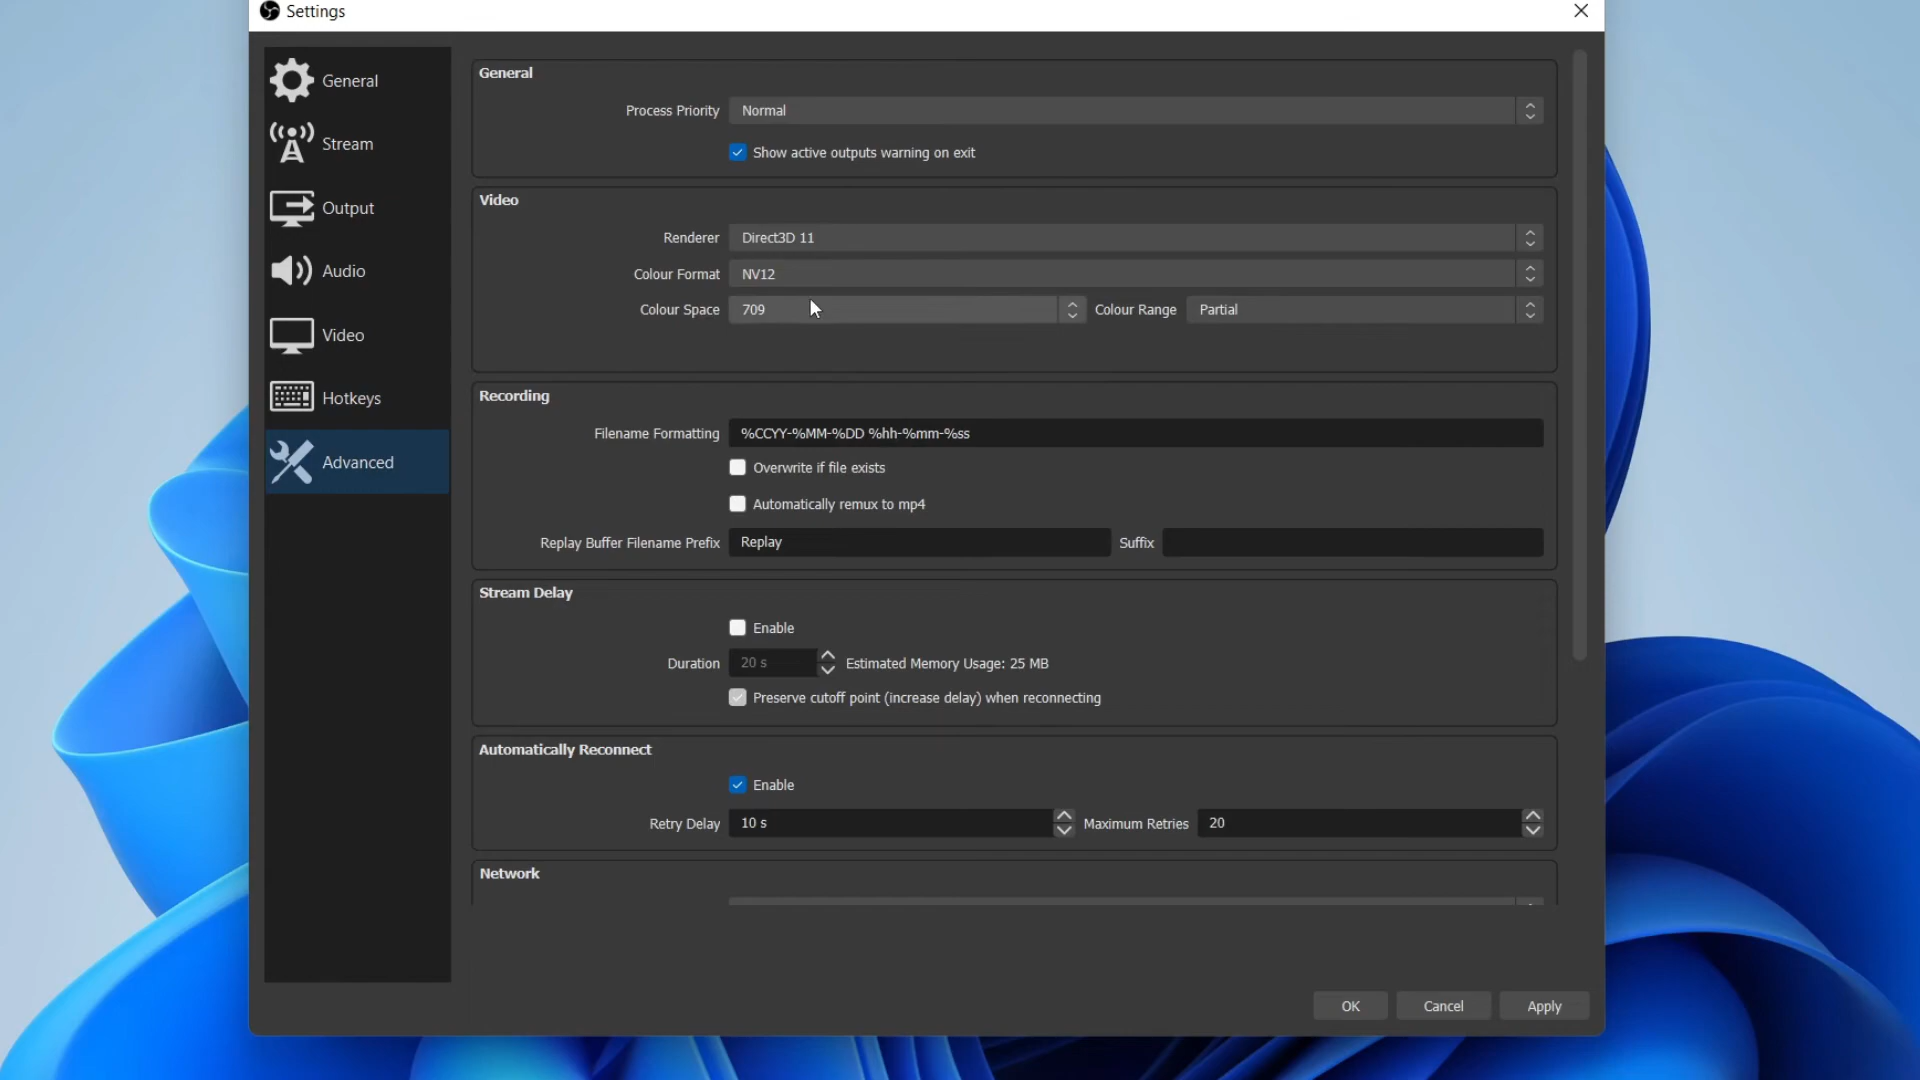 Settings
General
Stream
Output
Audio
Video
Hotkeys
Advanced
General
Process Priority Normal
Show active outputs warning on exit
Video
Renderer Direct3D 11
Colour Format NV12
Colour Space 709 Colour Range Partial
Recording
Filename Formatting %CCYY-%MM-%DD %hh-%mm-%ss
Overwrite if file exists
Automatically remux to mp4
Replay Buffer Filename Prefix Replay Suffix
Stream Delay
Enable
Duration 20 s Estimated Memory Usage: 25 MB
Preserve cutoff point (increase delay) when reconnecting
Automatically Reconnect
Enable
Retry Delay 10 s Maximum Retries 20
Network
OK Cancel Apply